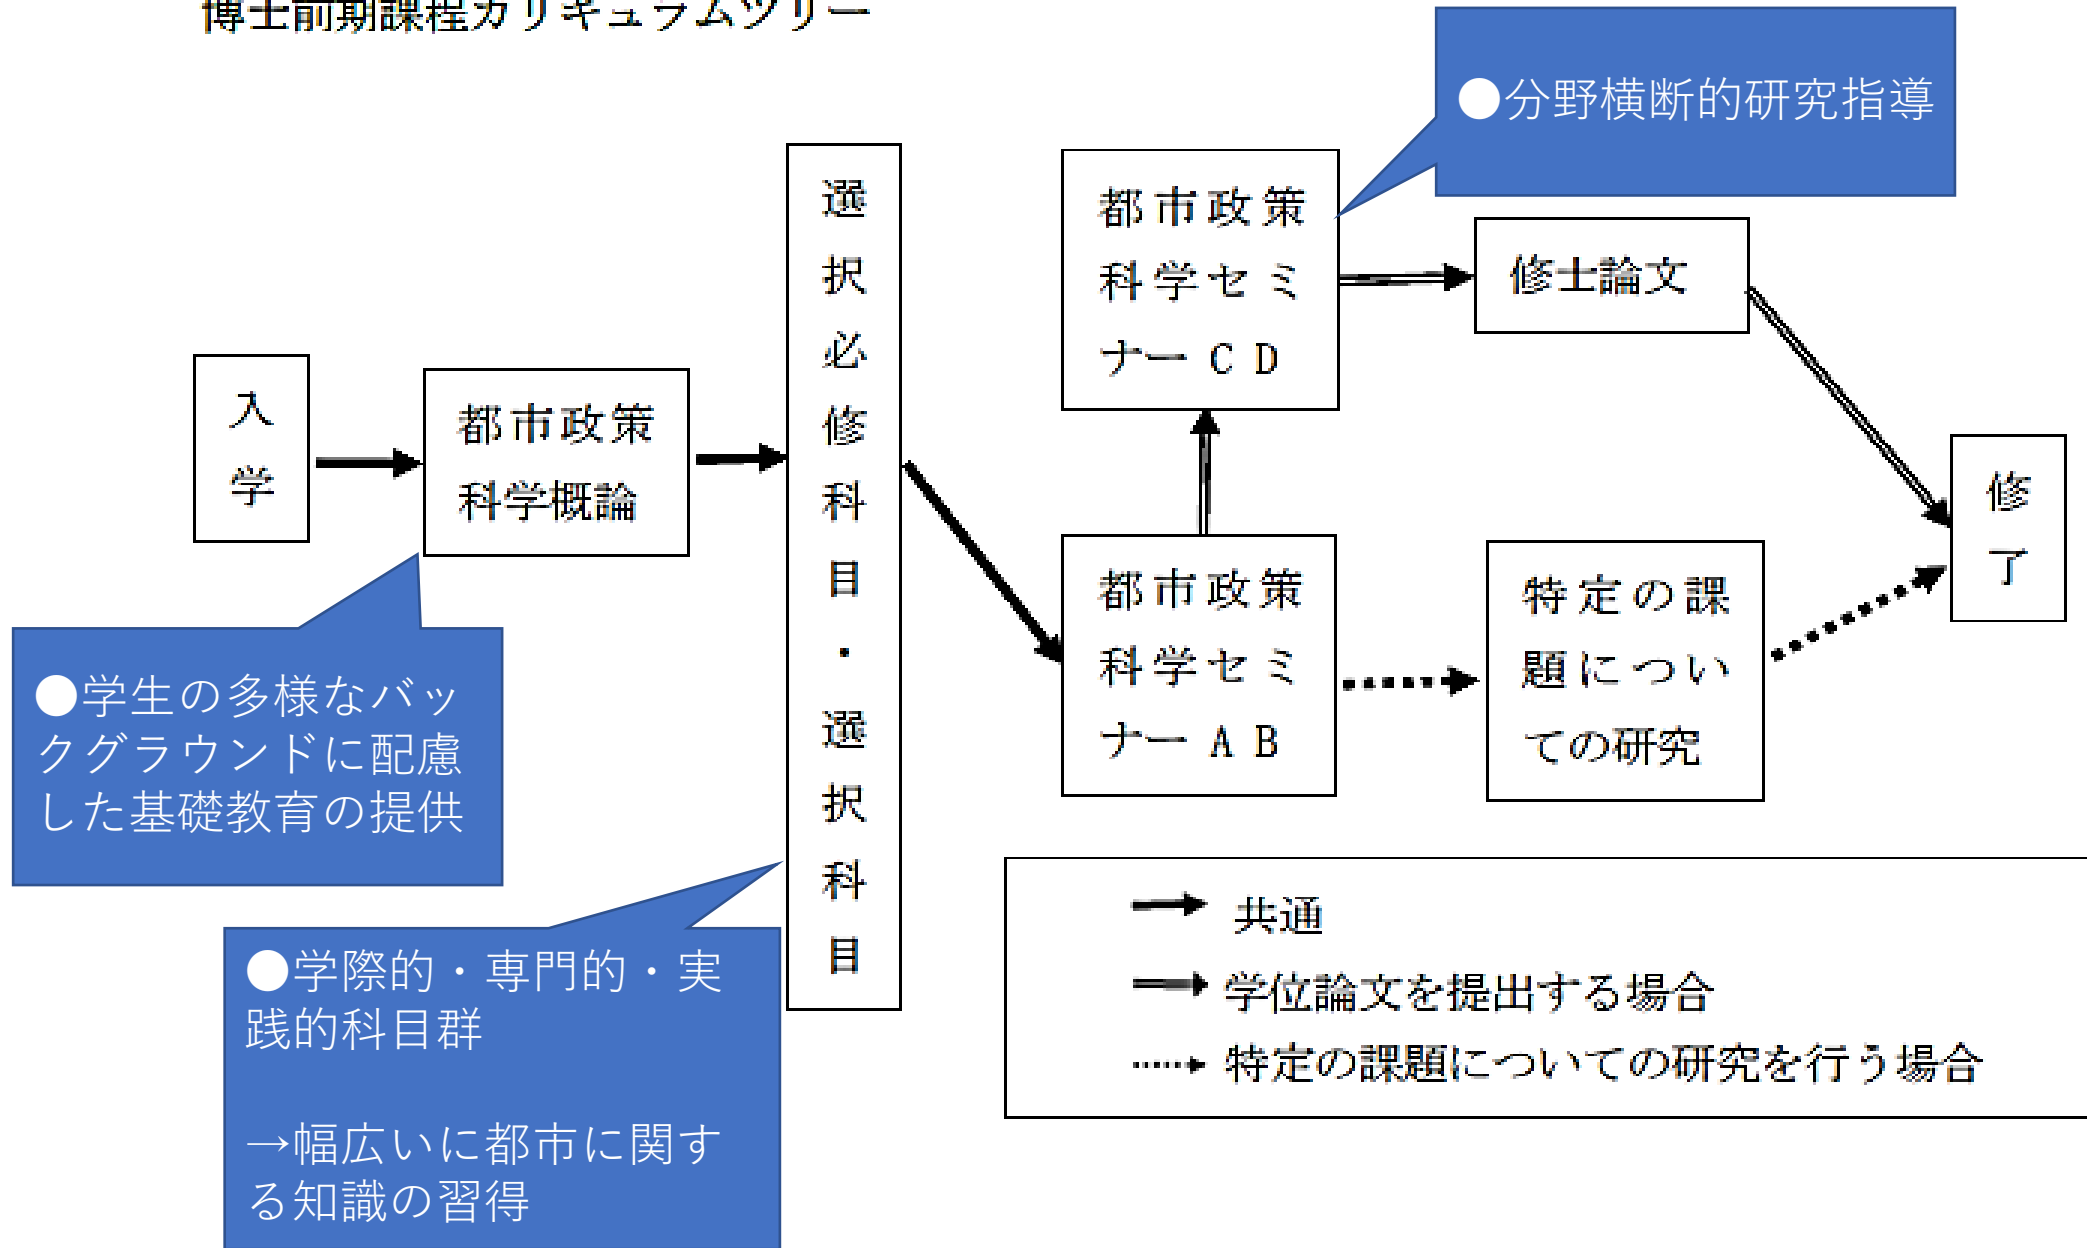 博士前期課程カリキュラムツリー
●分野横断的研究指導
入
学
都市政策
科学概論
選
択
必
修
科
目
・
選
択
科
目
都市政策
科学セミ
ナーCD
修士論文
都市政策
科学セミ
ナーAB
特定の課
題につい
ての研究
修
了
●学生の多様なバッ
クグラウンドに配慮
した基礎教育の提供
●学際的・専門的・実
践的科目群
→幅広いに都市に関す
る知識の習得
共通
学位論文を提出する場合
特定の課題についての研究を行う場合